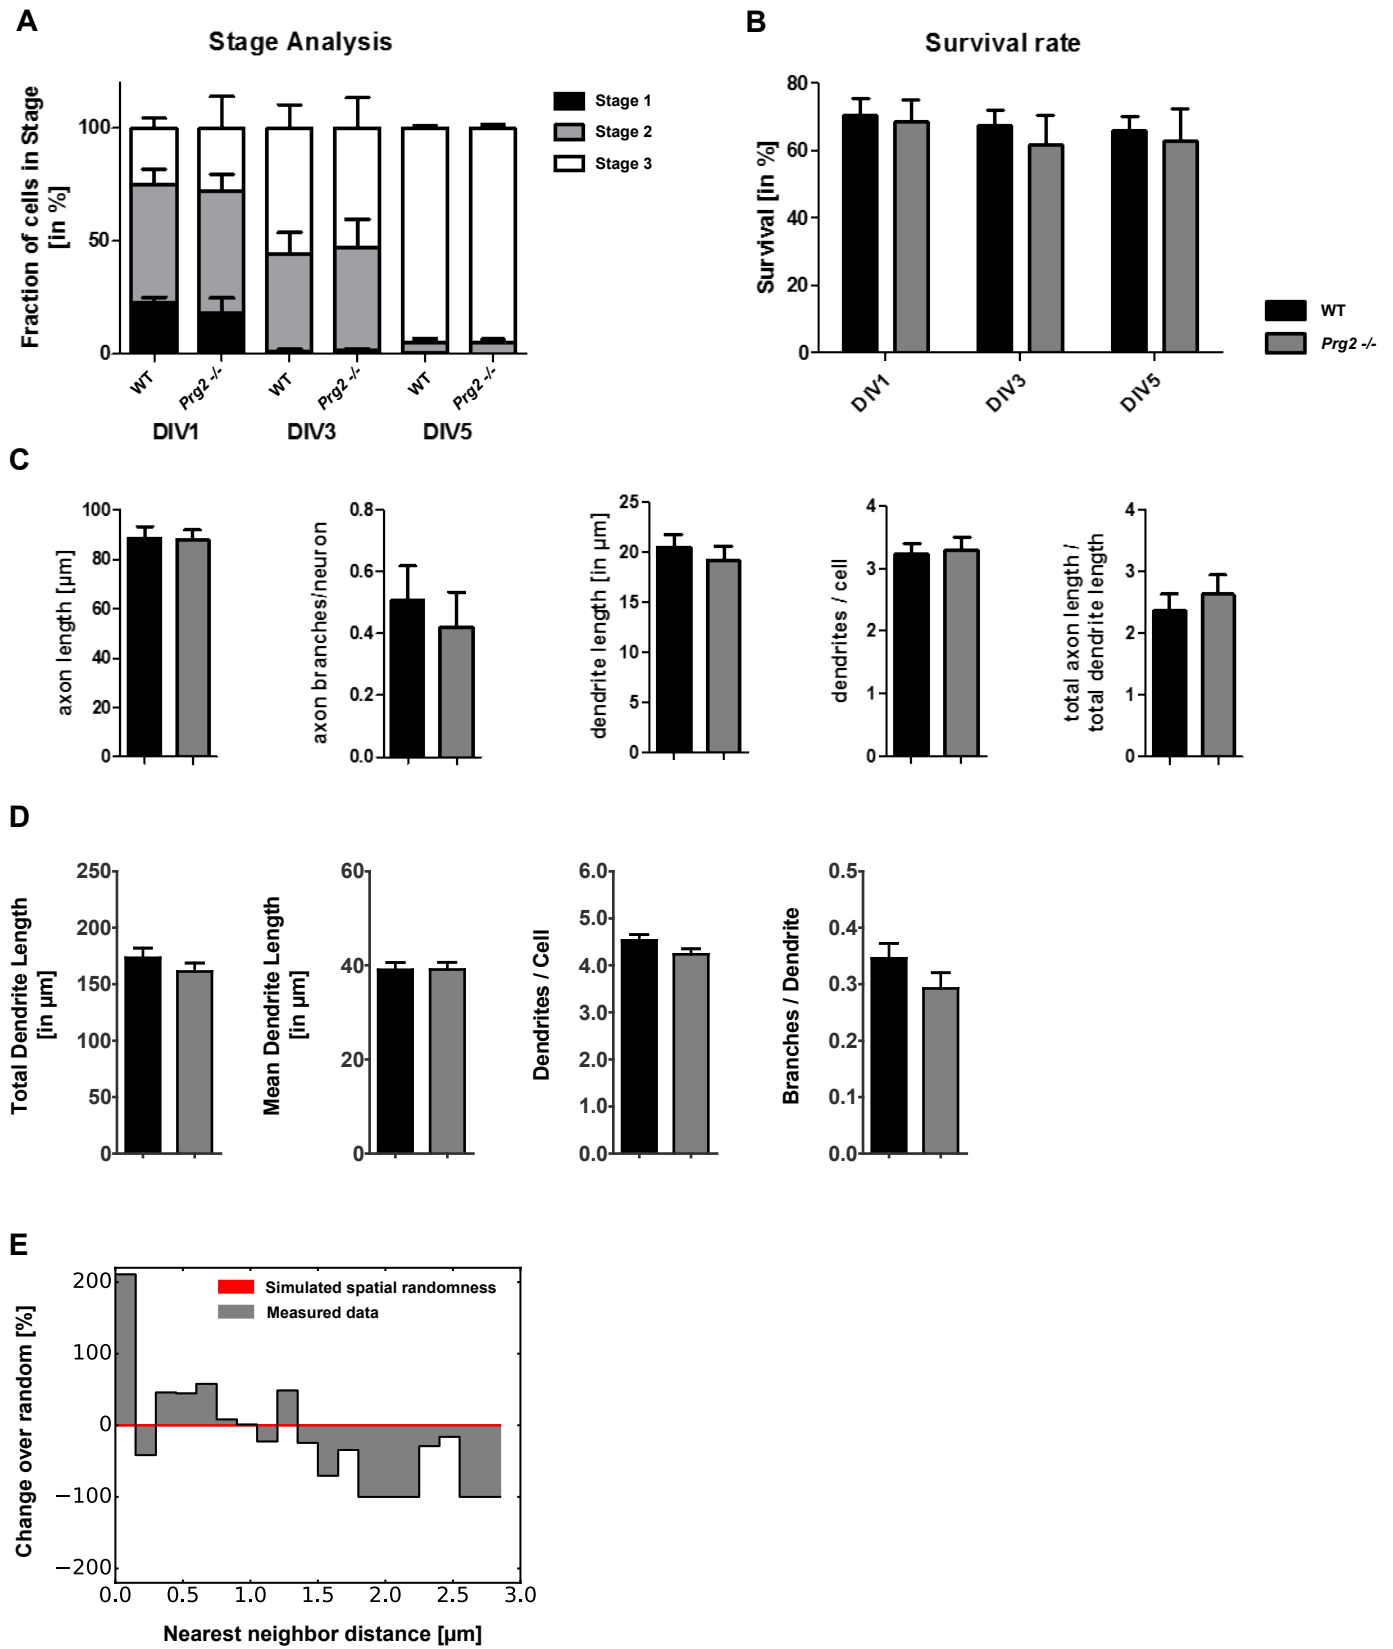 A
Stage Analysis
Fraction of cells in Stage
[in %]
100
50
0
WT
Prg2 -/-
WT
Prg2 -/-
WT
Prg2 -/-
DIV1
DIV3
DIV5
Stage 1
Stage 2
Stage 3
B
Survival rate
Survival [in %]
80
60
40
20
0
DIV1
DIV3
DIV5
WT
Prg2 -/-
C
axon length [µm]
100
80
60
40
20
0
axon branches/neuron
0.8
0.6
0.4
0.2
0.0
dendrite length [in µm]
25
20
15
10
5
0
dendrites / cell
4
3
2
1
0
total axon length /
total dendrite length
4
3
2
1
0
D
Total Dendrite Length
[in µm]
250
200
150
100
50
0
Mean Dendrite Length
[in µm]
60
40
20
0
Dendrites / Cell
6.0
5.0
4.0
3.0
2.0
1.0
0.0
Branches / Dendrite
0.5
0.4
0.3
0.2
0.1
0.0
E
Change over random [%]
200
100
0
−100
−200
Simulated spatial randomness
Measured data
0.0 0.5 1.0 1.5 2.0 2.5 3.0
Nearest neighbor distance [µm]